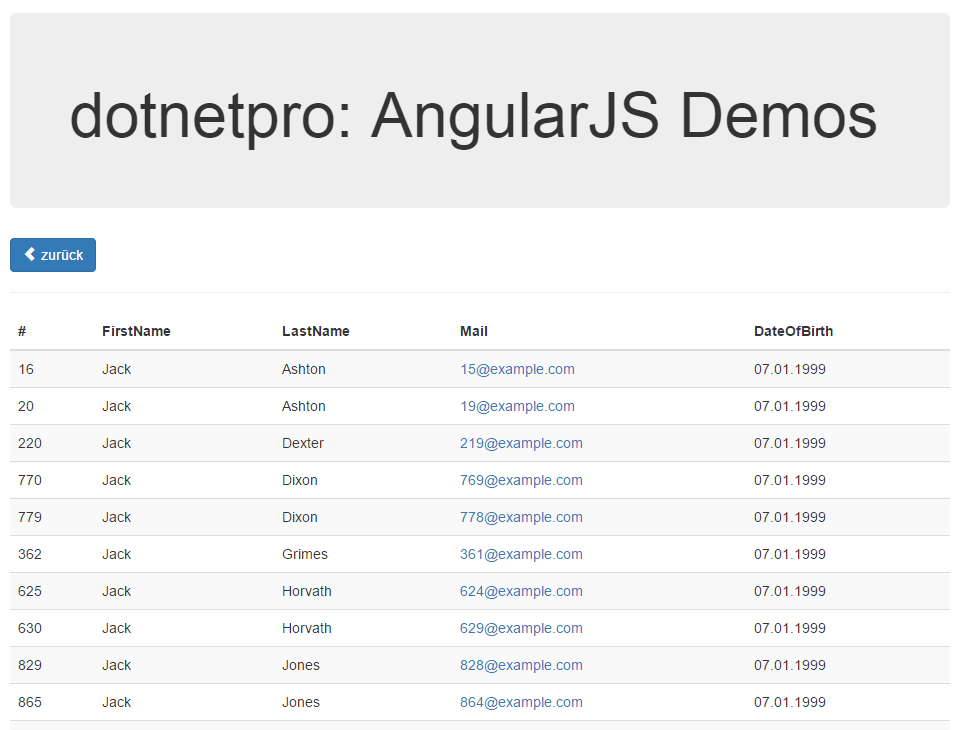 dotnetpro: AngularJS Demos
zurück
# FirstName LastName Mail DateOfBirth
16 Jack Ashton 15@example.com 07.01.1999
20 Jack Ashton 19@example.com 07.01.1999
220 Jack Dexter 219@example.com 07.01.1999
770 Jack Dixon 769@example.com 07.01.1999
779 Jack Dixon 778@example.com 07.01.1999
362 Jack Grimes 361@example.com 07.01.1999
625 Jack Horvath 624@example.com 07.01.1999
630 Jack Horvath 629@example.com 07.01.1999
829 Jack Jones 828@example.com 07.01.1999
865 Jack Jones 864@example.com 07.01.1999